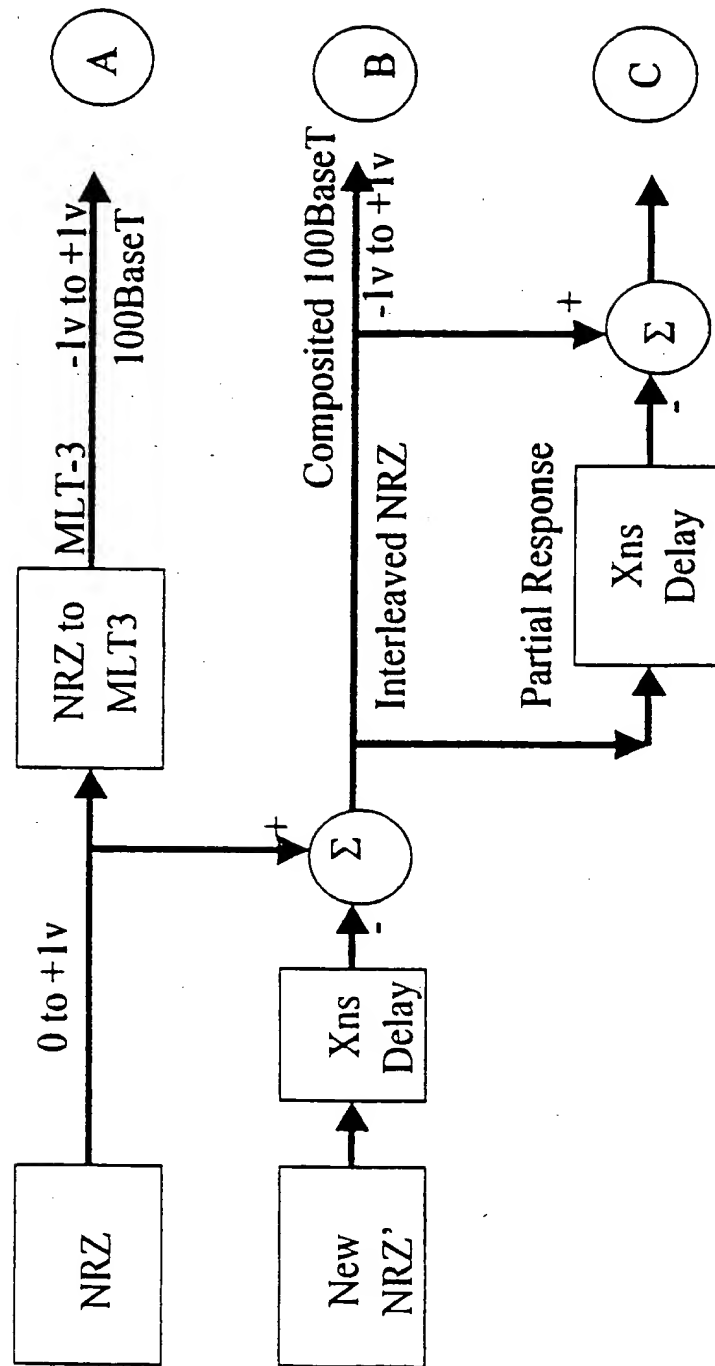 NRZ
0 to +1v
NRZ to
MLT3
MLT-3
-1v to +1v
100BaseT
A
New
NRZ'
Xns
Delay
-
+
Σ
Interleaved NRZ
Composited 100BaseT
-1v to +1v
B
Partial Response
Xns
Delay
-
+
Σ
C